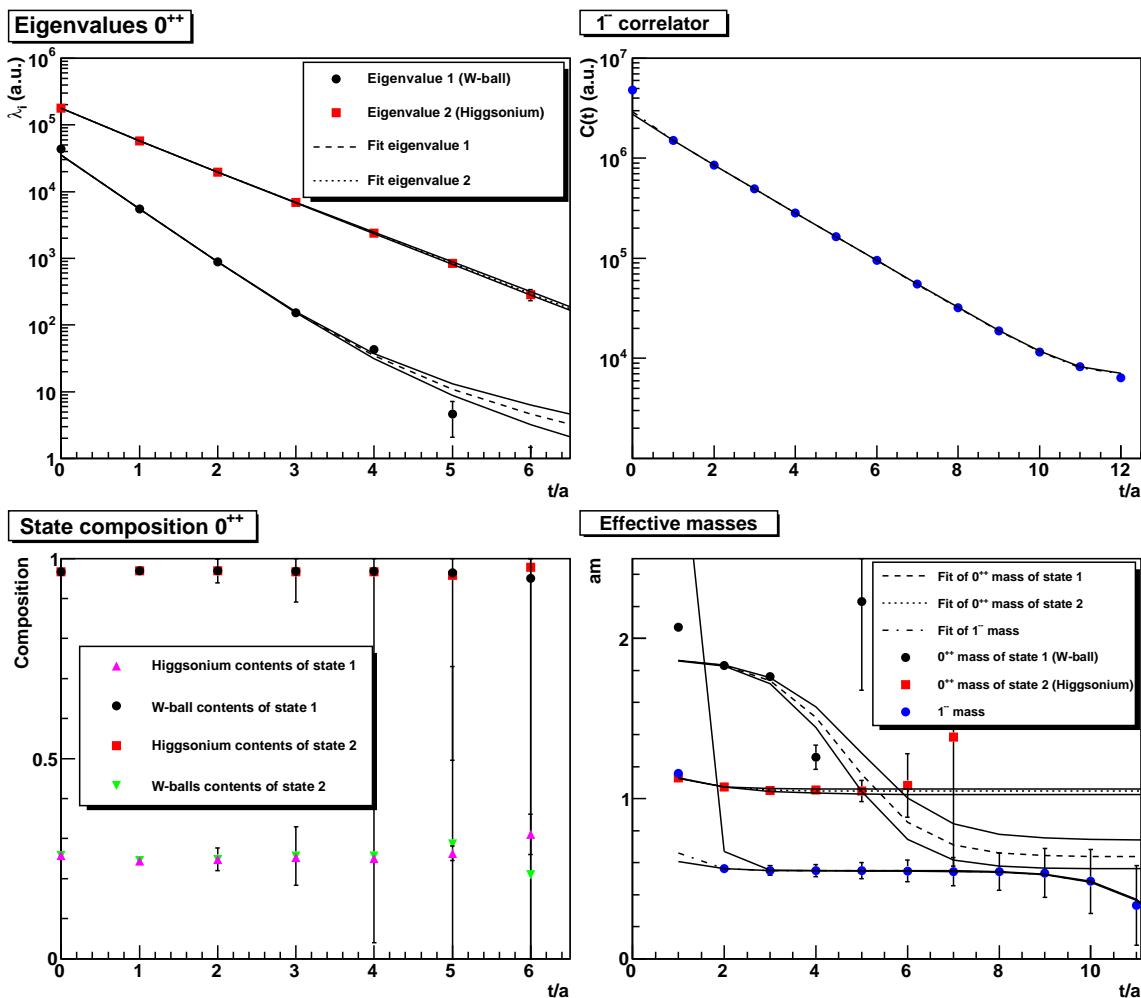 Eigenvalues 0⁺⁺
λᵢ (a.u.)
10⁶
10⁵
10⁴
10³
10²
10
1
Eigenvalue 1 (W-ball)
Eigenvalue 2 (Higgsonium)
Fit eigenvalue 1
Fit eigenvalue 2
0 1 2 3 4 5 6
t/a
1⁻ correlator
C(t) (a.u.)
10⁷
10⁶
10⁵
10⁴
0 2 4 6 8 10 12
t/a
State composition 0⁺⁺
Composition
1
0.5
0
Higgsonium contents of state 1
W-ball contents of state 1
Higgsonium contents of state 2
W-balls contents of state 2
0 1 2 3 4 5 6
t/a
Effective masses
am
2
1
0
Fit of 0⁺⁺ mass of state 1
Fit of 0⁺⁺ mass of state 2
Fit of 1⁻ mass
0⁺⁺ mass of state 1 (W-ball)
0⁺⁺ mass of state 2 (Higgsonium)
1⁻ mass
0 2 4 6 8 10
t/a